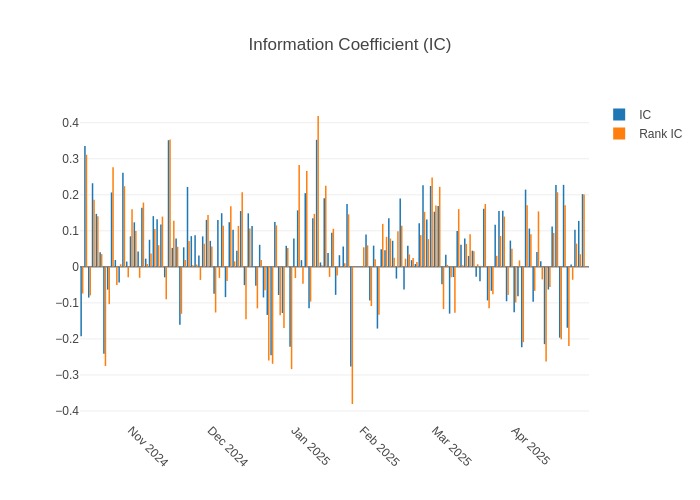 Information Coefficient (IC)
IC
Rank IC
0.4
0.3
0.2
0.1
0
−0.1
−0.2
−0.3
−0.4
Nov 2024
Dec 2024
Jan 2025
Feb 2025
Mar 2025
Apr 2025